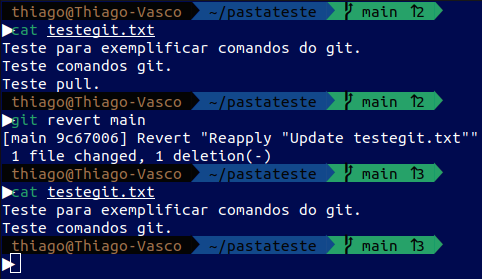 thiago@Thiago-Vasco ~/pastateste main ↑2
cat testegit.txt
Teste para exemplificar comandos do git.
Teste comandos git.
Teste pull.
thiago@Thiago-Vasco ~/pastateste main ↑2
git revert main
[main 9c67006] Revert "Reapply "Update testegit.txt""
 1 file changed, 1 deletion(-)
thiago@Thiago-Vasco ~/pastateste main ↑3
cat testegit.txt
Teste para exemplificar comandos do git.
Teste comandos git.
thiago@Thiago-Vasco ~/pastateste main ↑3